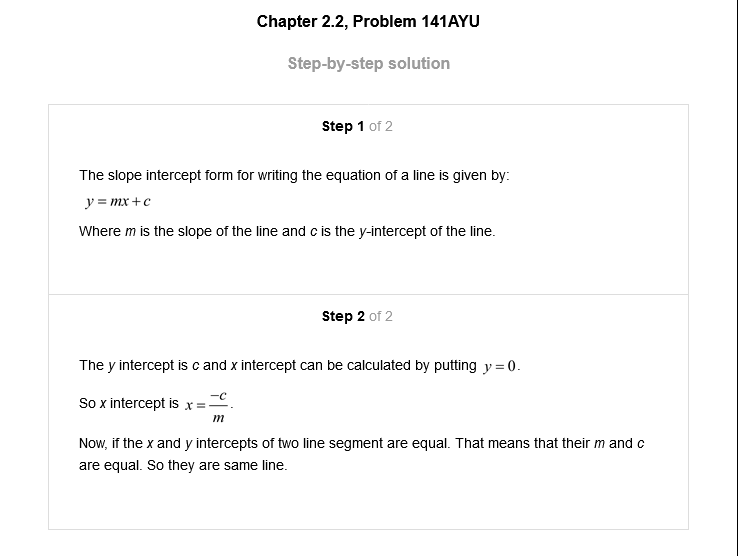 Chapter 2.2, Problem 141AYU
Step-by-step solution
Step 1 of 2
The slope intercept form for writing the equation of a line is given by:
y = mx + c
Where m is the slope of the line and c is the y-intercept of the line.
Step 2 of 2
The y intercept is c and x intercept can be calculated by putting y = 0.
So x intercept is x = −c/m.
Now, if the x and y intercepts of two line segment are equal. That means that their m and c
are equal. So they are same line.